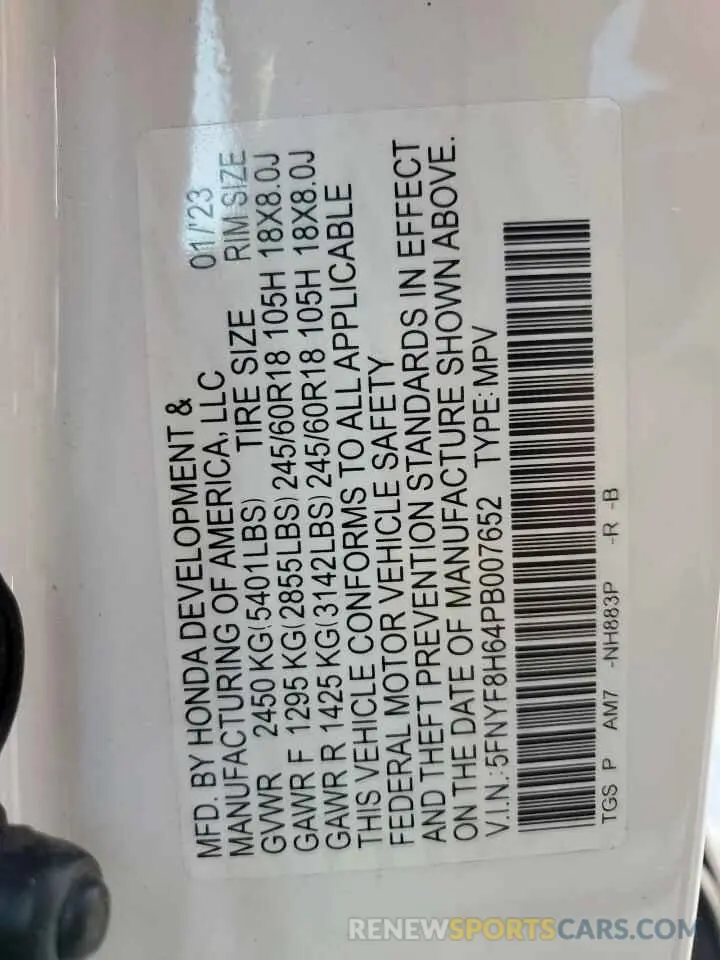 MFD. BY HONDA DEVELOPMENT &
MANUFACTURING OF AMERICA, LLC 01/'23
GVWR 2450 KG(5401LBS) TIRE SIZE RIM SIZE
GAWR F 1295 KG(2855LBS) 245/60R18 105H 18X8.0J
GAWR R 1425 KG(3142LBS) 245/60R18 105H 18X8.0J
THIS VEHICLE CONFORMS TO ALL APPLICABLE
FEDERAL MOTOR VEHICLE SAFETY
AND THEFT PREVENTION STANDARDS IN EFFECT
ON THE DATE OF MANUFACTURE SHOWN ABOVE.
V.I.N.:5FNYF8H64PB007652 TYPE:MPV
TGS P AM7 -NH883P -R -B
RENEWSPORTSCARS.COM